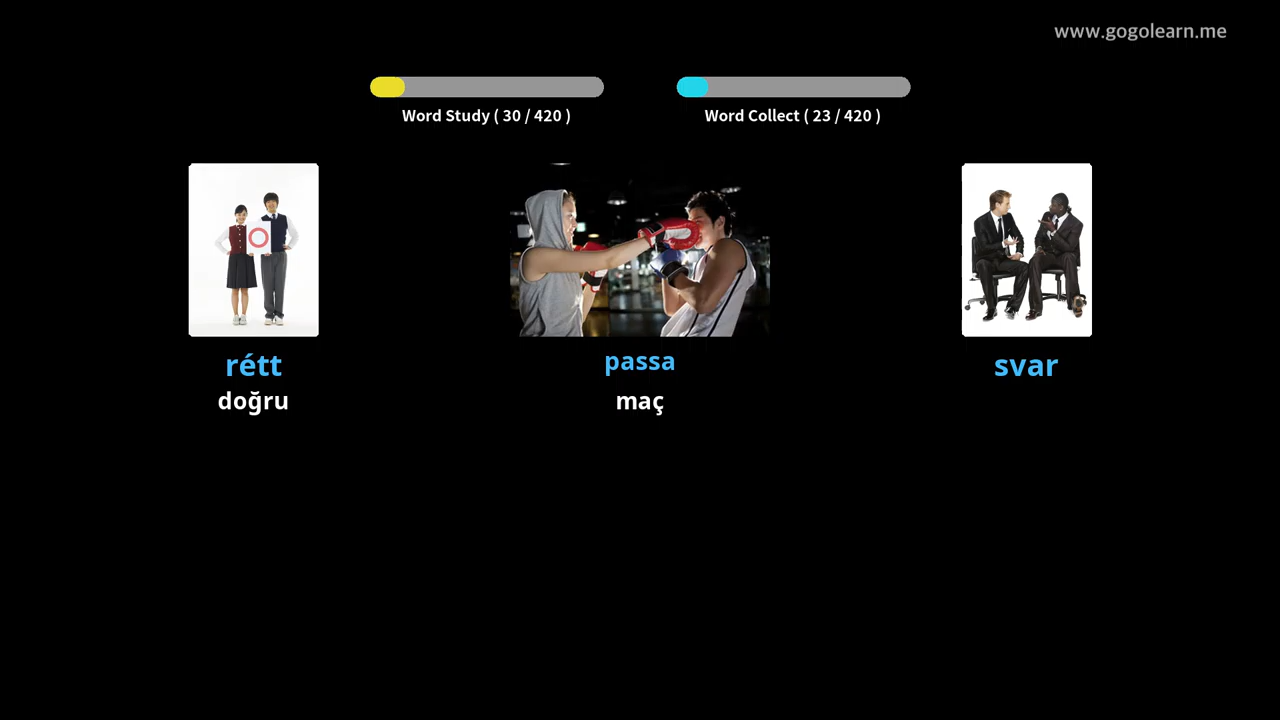 www.gogolearn.me
Word Study ( 30 / 420 )
Word Collect ( 23 / 420 )
rétt
doğru
passa
maç
svar